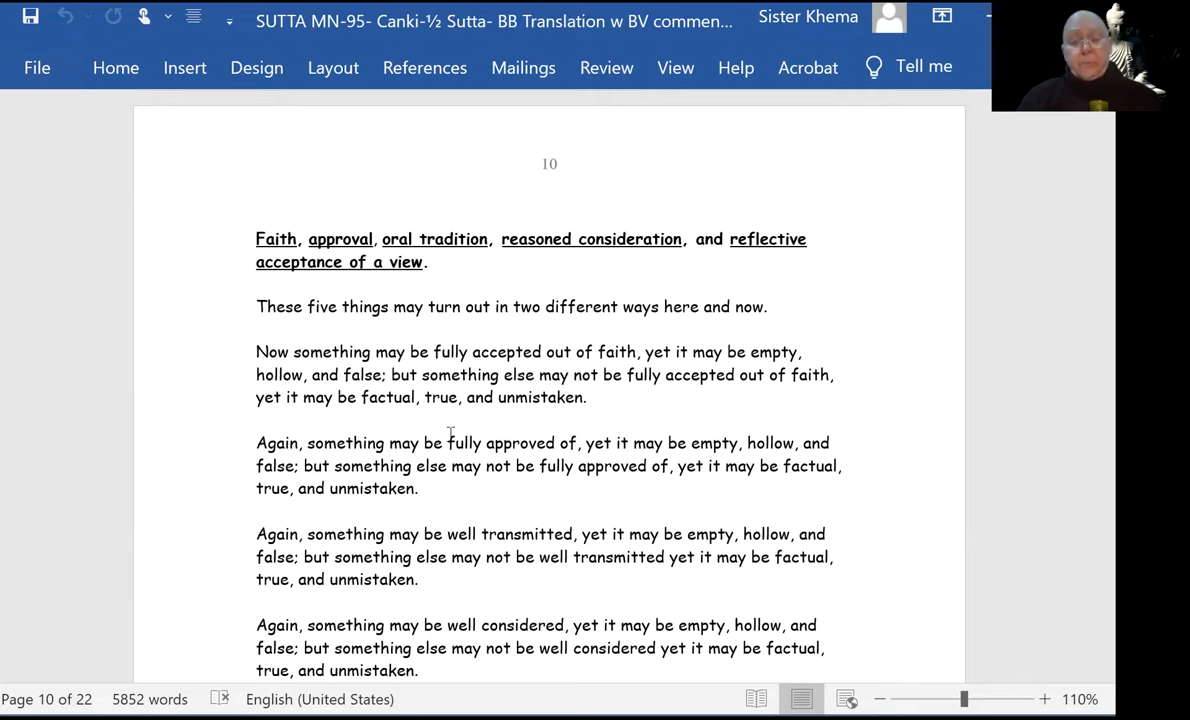 SUTTA MN-95- Canki-½ Sutta- BB Translation w BV commen...
Sister Khema
File Home Insert Design Layout References Mailings Review View Help Acrobat Tell me
10
Faith, approval, oral tradition, reasoned consideration, and reflective
acceptance of a view.
These five things may turn out in two different ways here and now.
Now something may be fully accepted out of faith, yet it may be empty,
hollow, and false; but something else may not be fully accepted out of faith,
yet it may be factual, true, and unmistaken.
Again, something may be fully approved of, yet it may be empty, hollow, and
false; but something else may not be fully approved of, yet it may be factual,
true, and unmistaken.
Again, something may be well transmitted, yet it may be empty, hollow, and
false; but something else may not be well transmitted yet it may be factual,
true, and unmistaken.
Again, something may be well considered, yet it may be empty, hollow, and
false; but something else may not be well considered yet it may be factual,
true, and unmistaken.
Page 10 of 22 5852 words English (United States) 110%